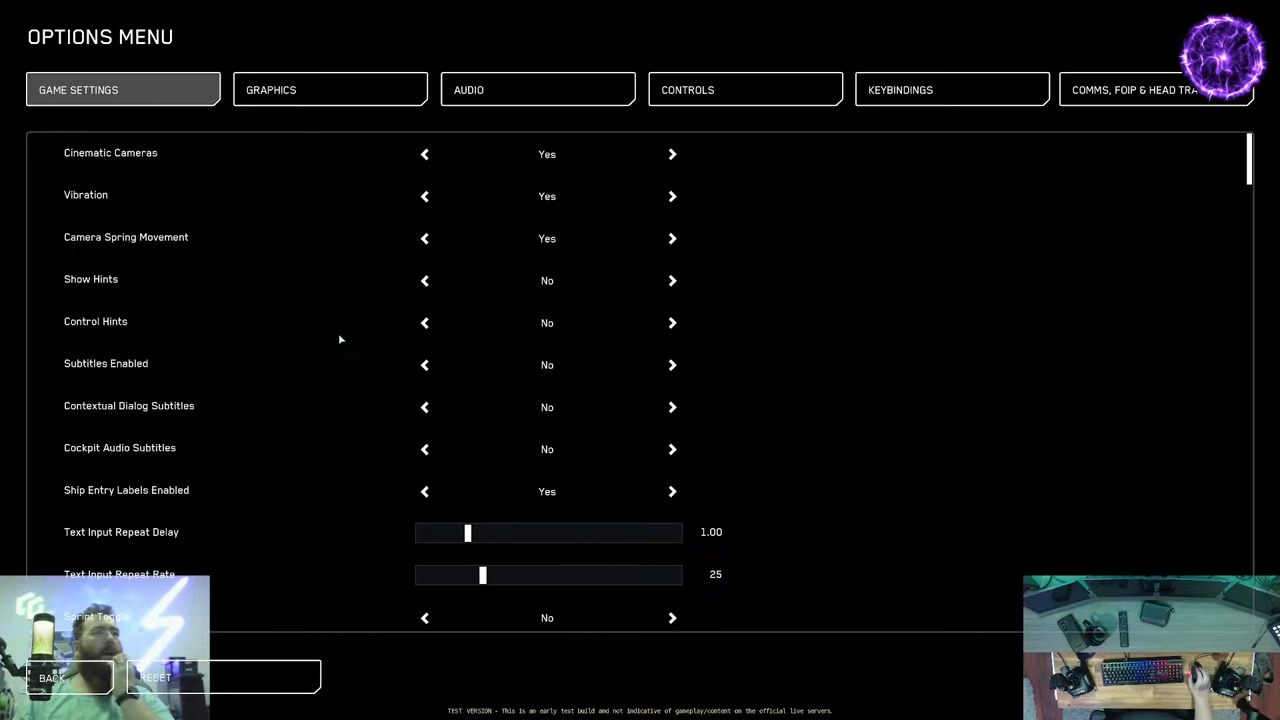 OPTIONS MENU
GAME SETTINGS
GRAPHICS
AUDIO
CONTROLS
KEYBINDINGS
COMMS, FOIP & HEAD TRA
Cinematic Cameras
Yes
Vibration
Yes
Camera Spring Movement
Yes
Show Hints
No
Control Hints
No
Subtitles Enabled
No
Contextual Dialog Subtitles
No
Cockpit Audio Subtitles
No
Ship Entry Labels Enabled
Yes
Text Input Repeat Delay
1.00
Text Input Repeat Rate
25
Sprint Toggle
No
BACK
RESET
TEST VERSION - This is an early test build and not indicative of gameplay/content on the official live servers.